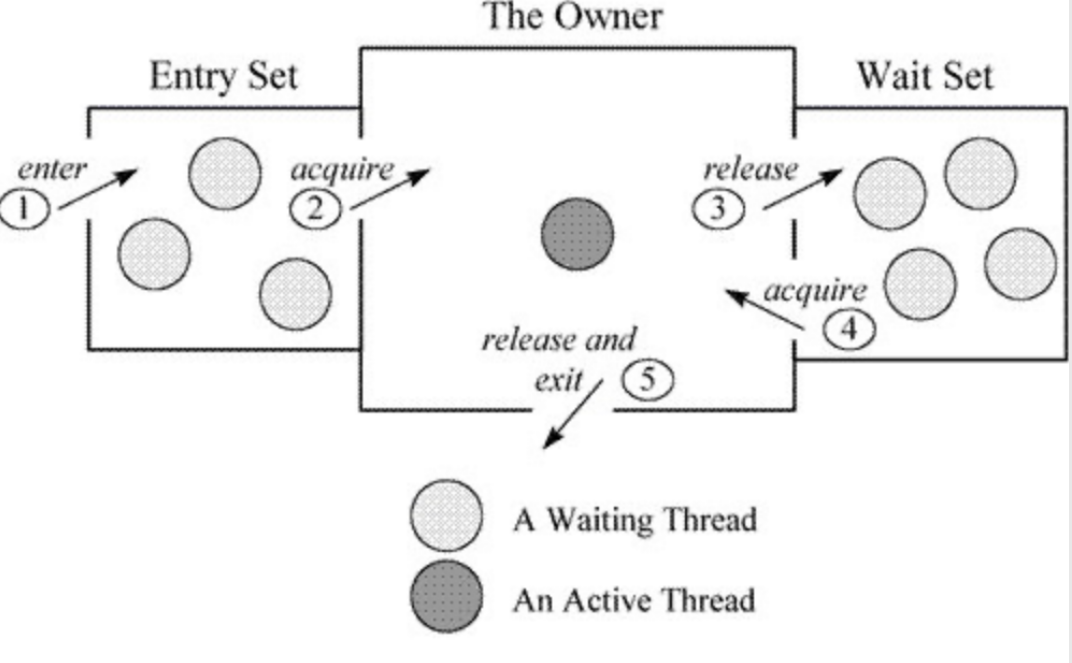 The Owner
Entry Set
Wait Set
enter
1
acquire
2
release
3
acquire
4
release and
exit
5
A Waiting Thread
An Active Thread